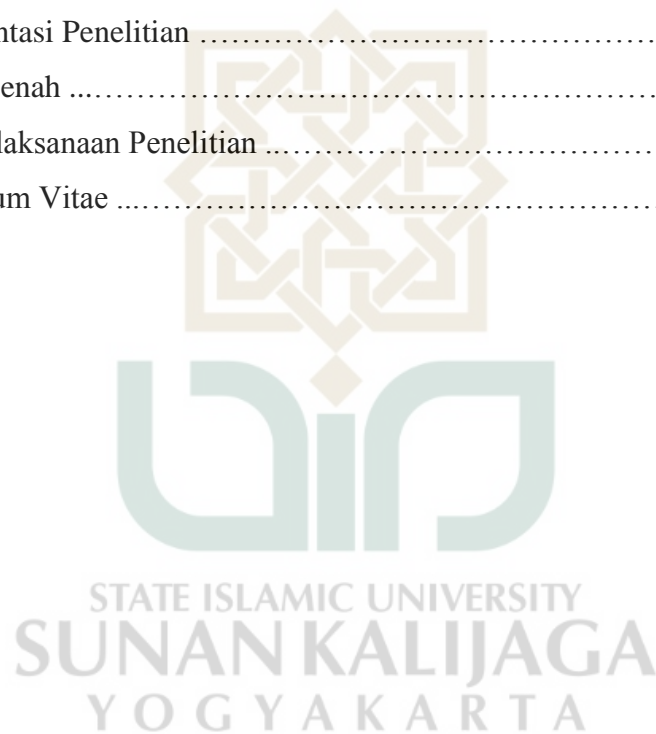 ntasi Penelitian ……………………………………………
enah ...……………………………………………………
laksanaan Penelitian ...…………………………………
um Vitae ...………………………………………………
STATE ISLAMIC UNIVERSITY
SUNAN KALIJAGA
YOGYAKARTA